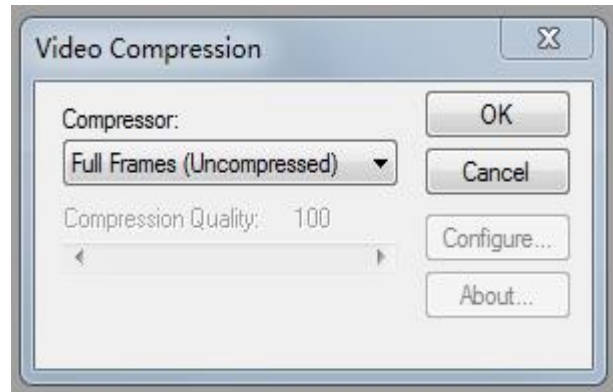 Video Compression
Compressor:
OK
Full Frames (Uncompressed)
Cancel
Compression Quality: 100
Configure...
About...